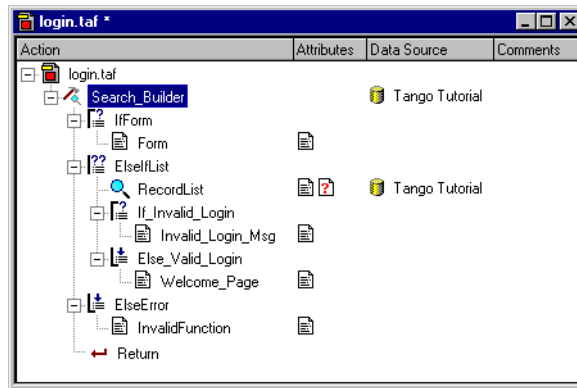 login.taf *
Action Attributes Data Source Comments
login.taf
Search_Builder Tango Tutorial
IfForm
Form
ElseIfList
RecordList Tango Tutorial
If_Invalid_Login
Invalid_Login_Msg
Else_Valid_Login
Welcome_Page
ElseError
InvalidFunction
Return